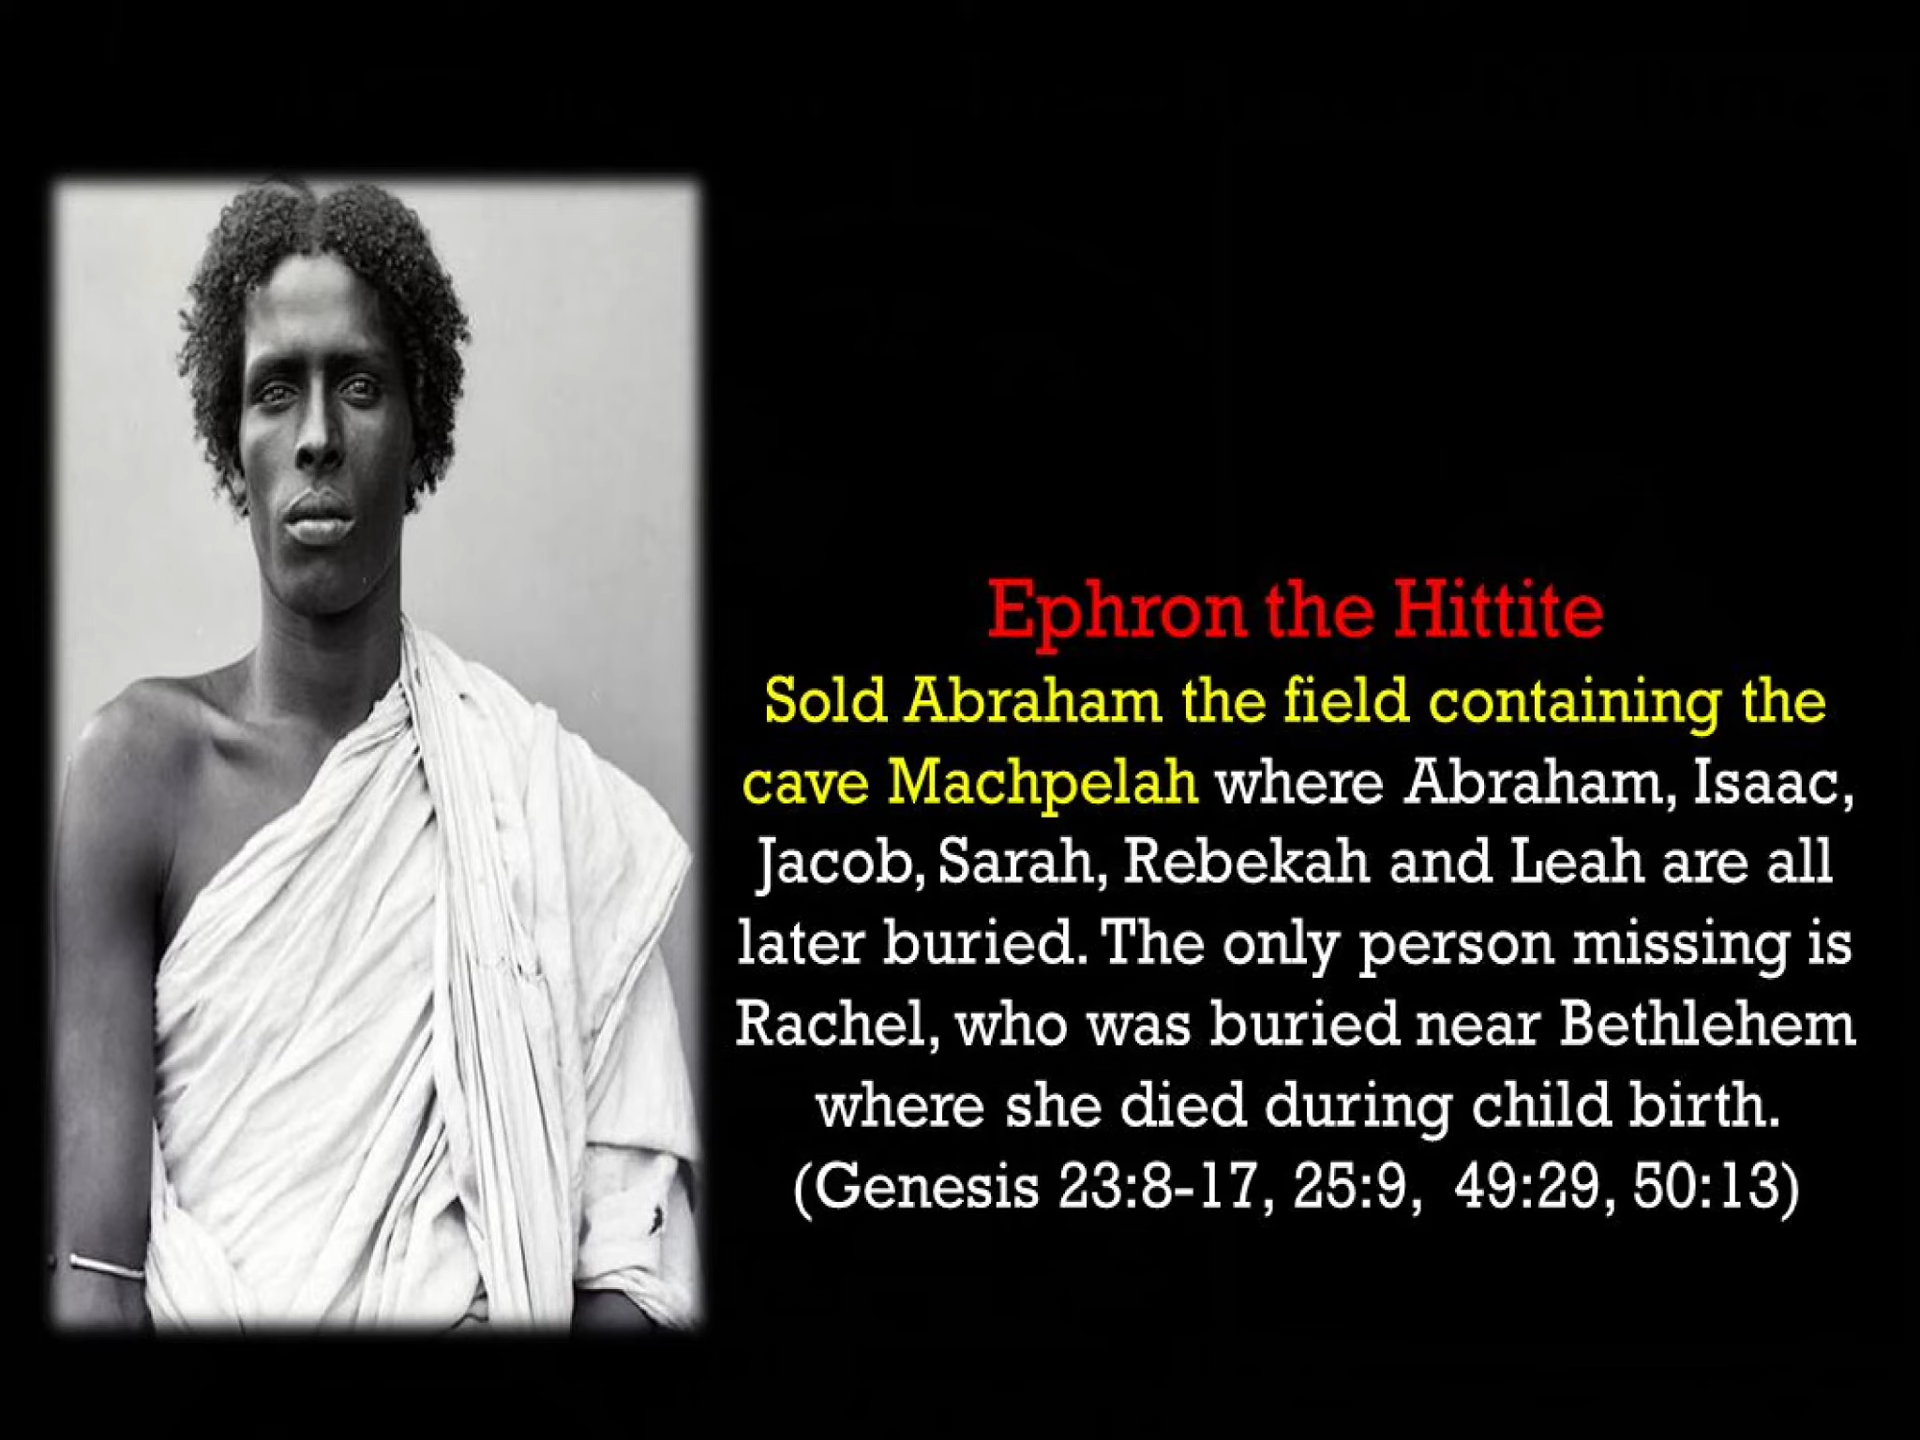 Ephron the Hittite
Sold Abraham the field containing the
cave Machpelah where Abraham, Isaac,
Jacob, Sarah, Rebekah and Leah are all
later buried. The only person missing is
Rachel, who was buried near Bethlehem
where she died during child birth.
(Genesis 23:8-17, 25:9,  49:29, 50:13)